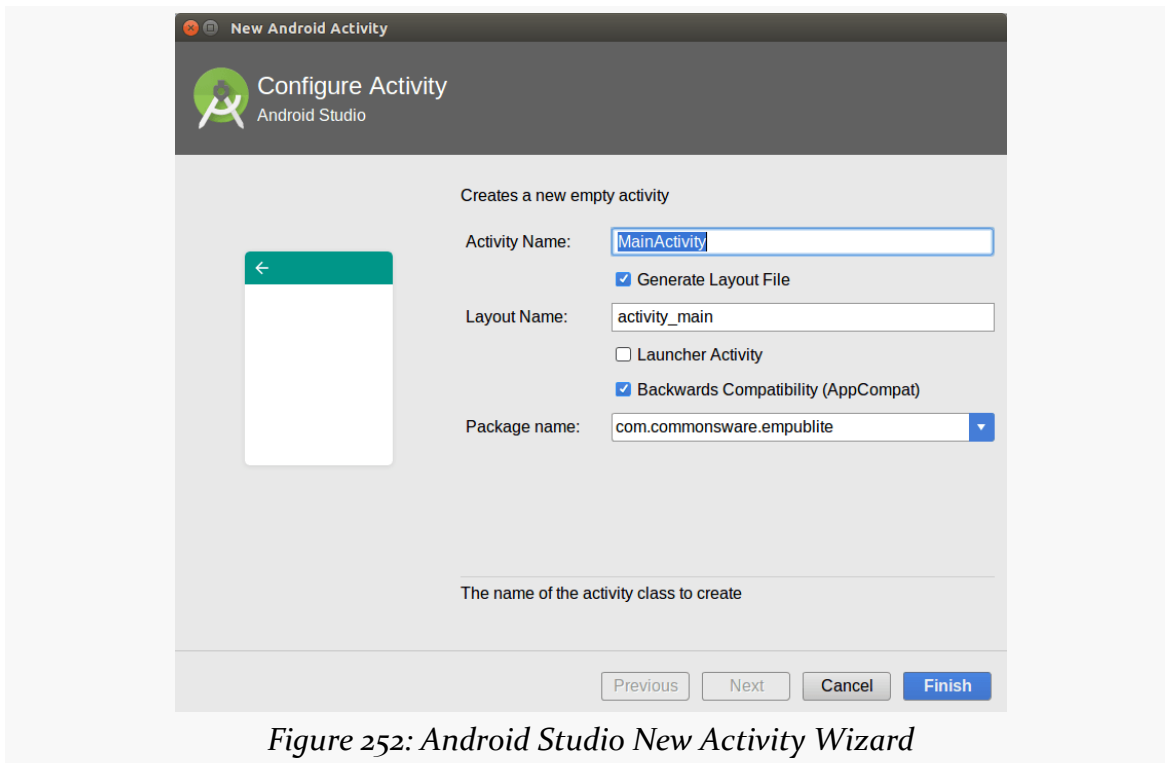 New Android Activity
Configure Activity
Android Studio
Creates a new empty activity
Activity Name: MainActivity
Generate Layout File
Layout Name: activity_main
Launcher Activity
Backwards Compatibility (AppCompat)
Package name: com.commonsware.empublite
The name of the activity class to create
Previous Next Cancel Finish
Figure 252: Android Studio New Activity Wizard